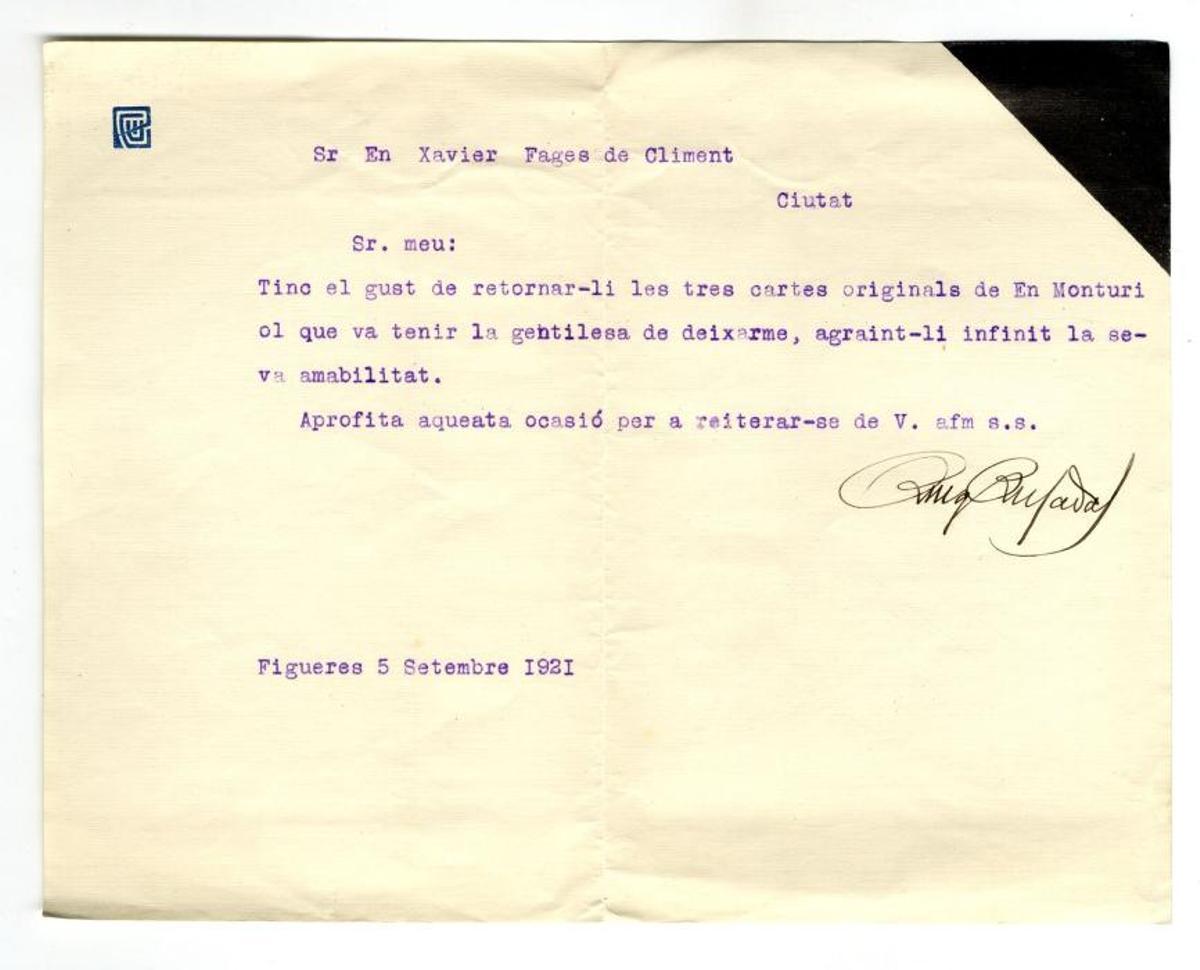 Sr En Xavier Fages de Climent
Ciutat
Sr. meu:
Tinc el gust de retornar-li les tres cartes originals de En Monturi
ol que va tenir la gentilesa de deixarme, agraint-li infinit la se-
va amabilitat.
Aprofita aqueata ocasió per a reiterar-se de V. afm s.s.
Puig Pujadas
Figueres 5 Setembre I92I